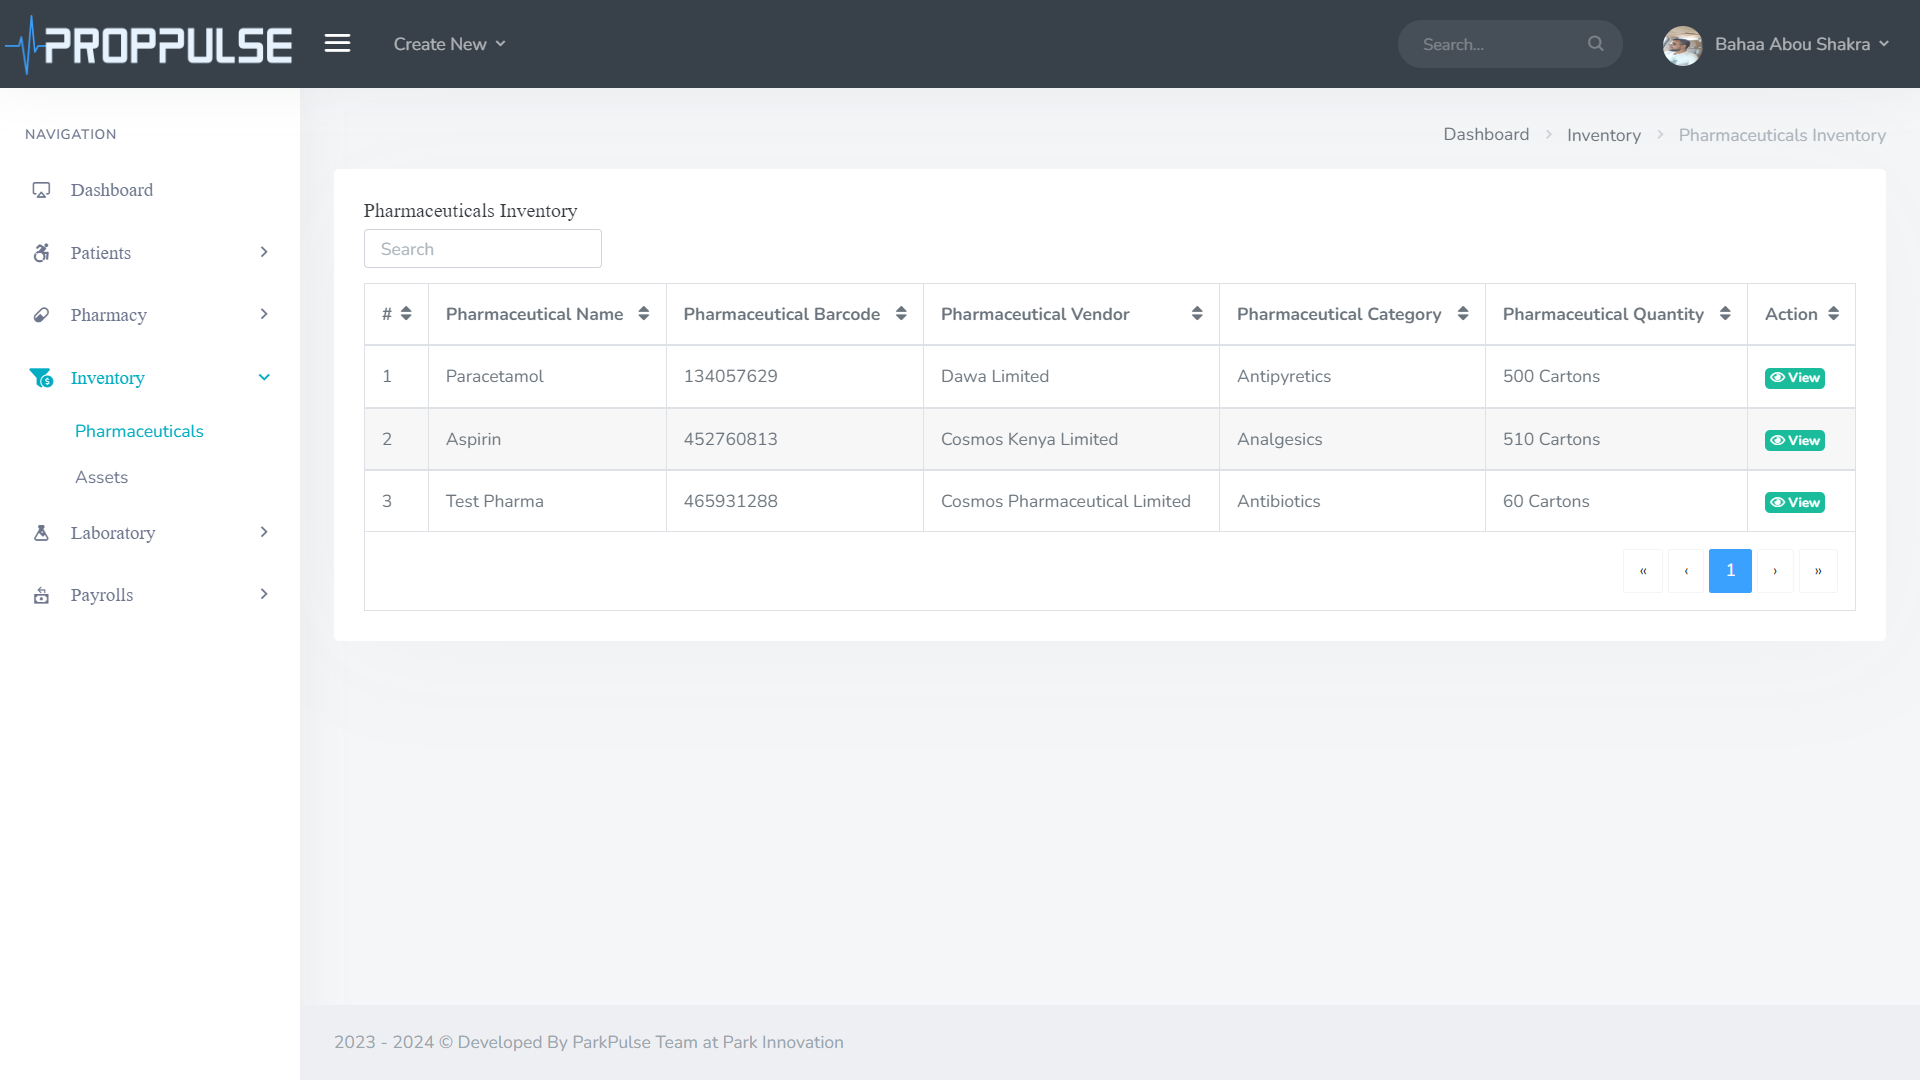 PROPPULSE
Create New
Search...
Bahaa Abou Shakra
NAVIGATION
Dashboard
Patients
Pharmacy
Inventory
Pharmaceuticals
Assets
Laboratory
Payrolls
Dashboard > Inventory > Pharmaceuticals Inventory
Pharmaceuticals Inventory
Search
# Pharmaceutical Name Pharmaceutical Barcode Pharmaceutical Vendor Pharmaceutical Category Pharmaceutical Quantity Action
1 Paracetamol 134057629 Dawa Limited Antipyretics 500 Cartons View
2 Aspirin 452760813 Cosmos Kenya Limited Analgesics 510 Cartons View
3 Test Pharma 465931288 Cosmos Pharmaceutical Limited Antibiotics 60 Cartons View
« ‹ 1 › »
2023 - 2024 © Developed By ParkPulse Team at Park Innovation